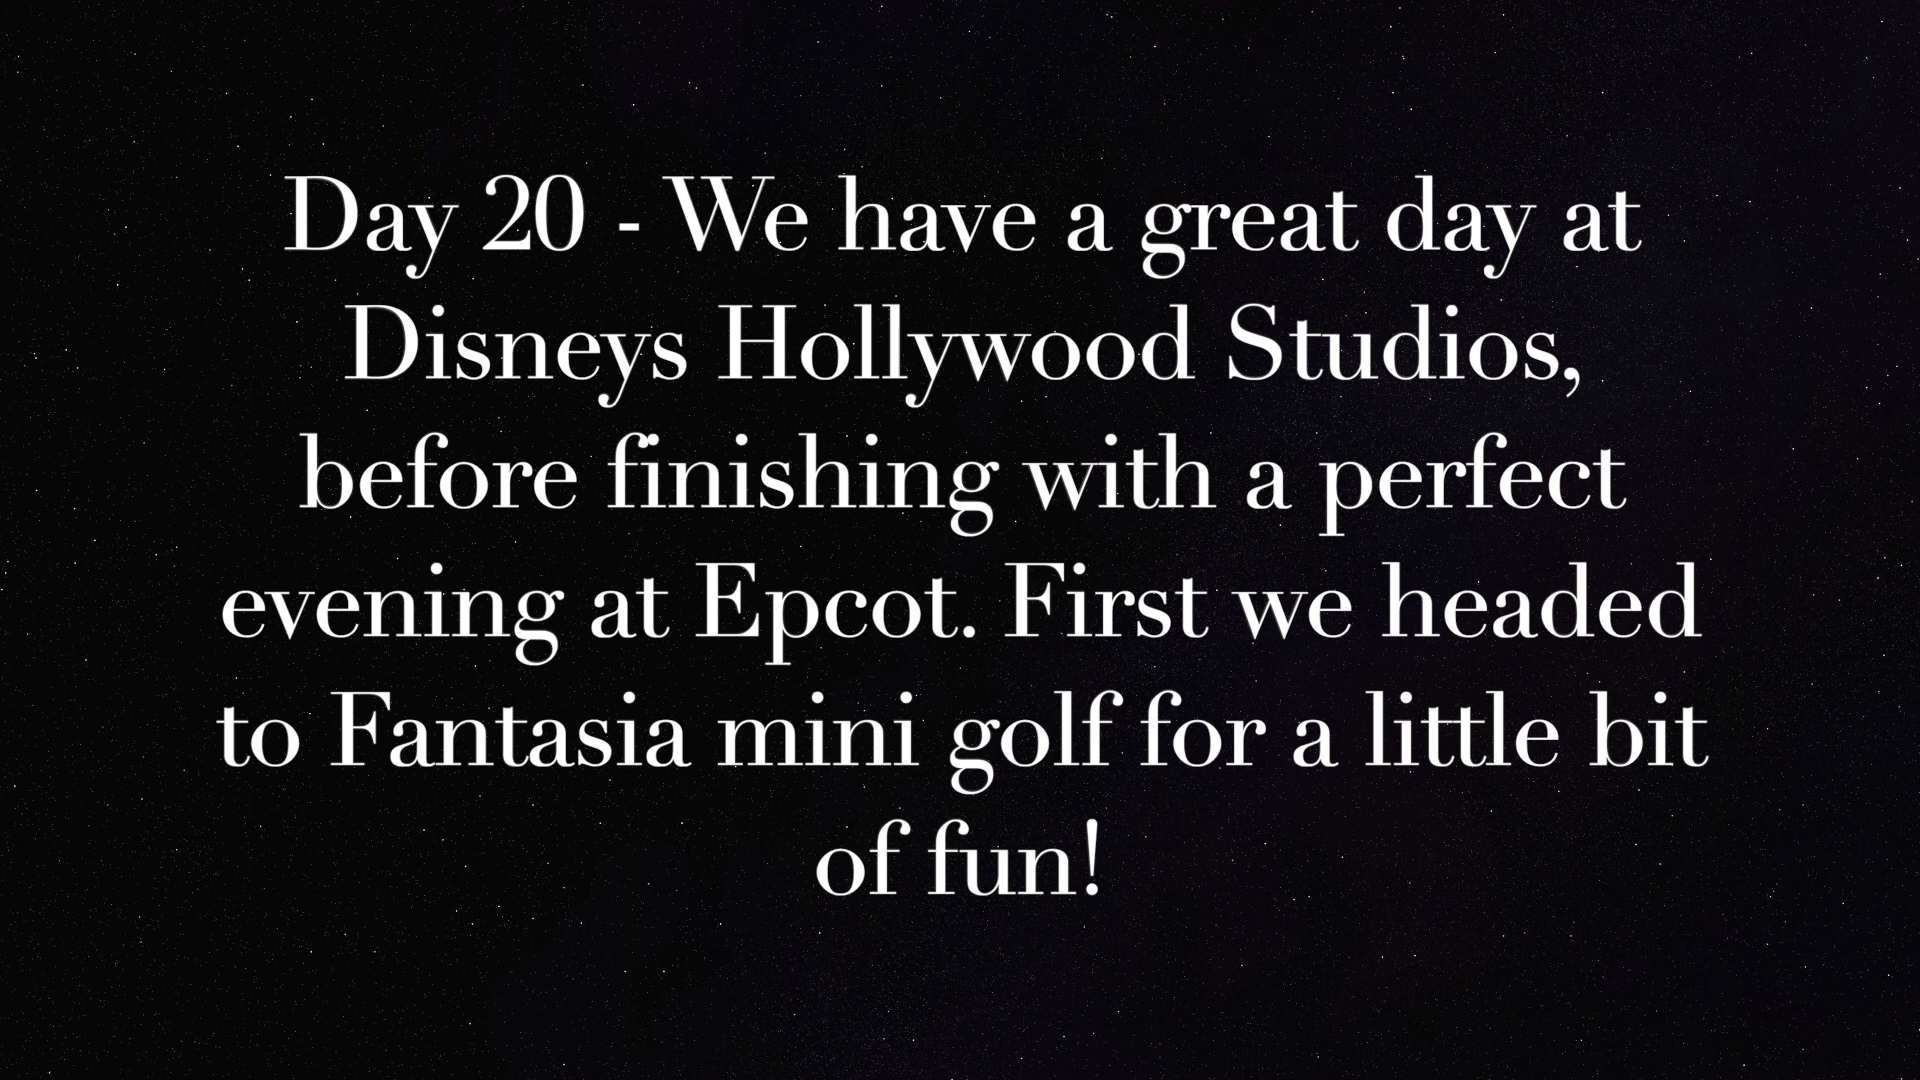 Day 20 - We have a great day at
Disneys Hollywood Studios,
before finishing with a perfect
evening at Epcot. First we headed
to Fantasia mini golf for a little bit
of fun!